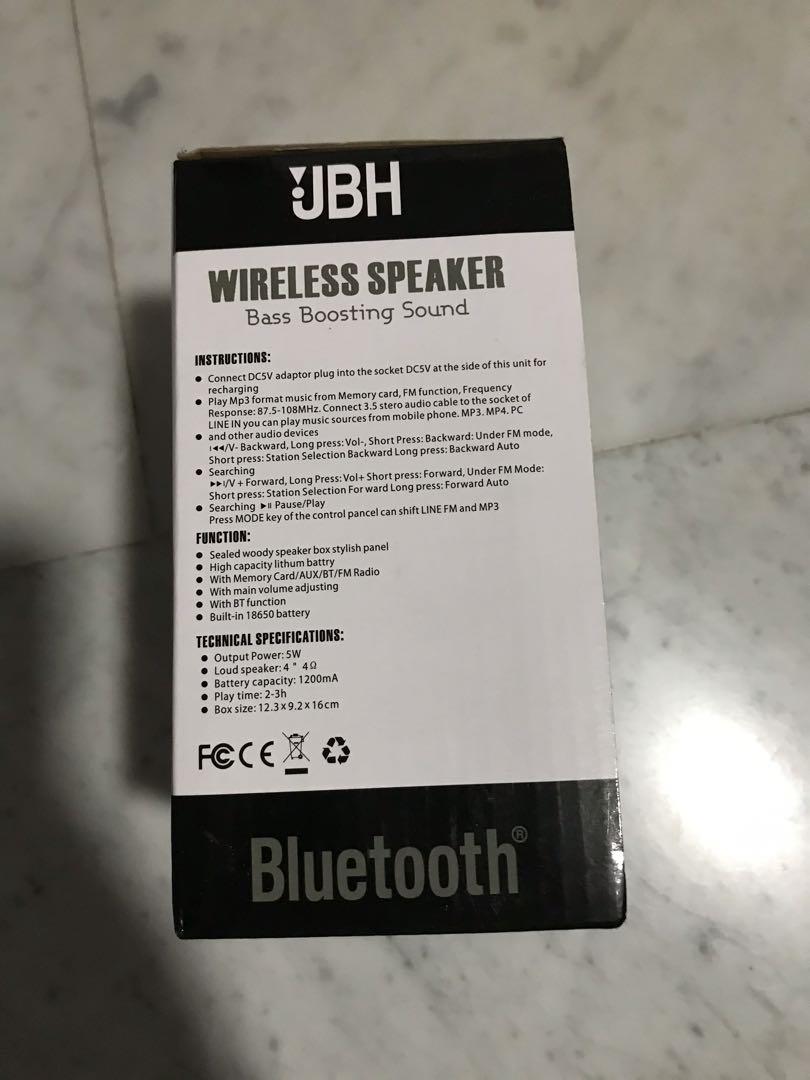 JBH
WIRELESS SPEAKER
Bass Boosting Sound
INSTRUCTIONS:
● Connect DC5V adaptor plug into the socket DC5V at the side of this unit for
recharging
● Play Mp3 format music from Memory card, FM function, Frequency
Response: 87.5-108MHz. Connect 3.5 stero audio cable to the socket of
LINE IN you can play music sources from mobile phone. MP3. MP4. PC
● and other audio devices
I◄◄/V- Backward, Long press: Vol-, Short Press: Backward: Under FM mode,
Short press: Station Selection Backward Long press: Backward Auto
● Searching
►►I/V + Forward, Long Press: Vol+ Short press: Forward, Under FM Mode:
Short press: Station Selection For ward Long press: Forward Auto
● Searching ►II Pause/Play
Press MODE key of the control pancel can shift LINE FM and MP3
FUNCTION:
● Sealed woody speaker box stylish panel
● High capacity lithum battry
● With Memory Card/AUX/BT/FM Radio
● With main volume adjusting
● With BT function
● Built-in 18650 battery
TECHNICAL SPECIFICATIONS:
● Output Power: 5W
● Loud speaker: 4 " 4Ω
● Battery capacity: 1200mA
● Play time: 2-3h
● Box size: 12.3 x 9.2 x 16cm
FC CE
Bluetooth®